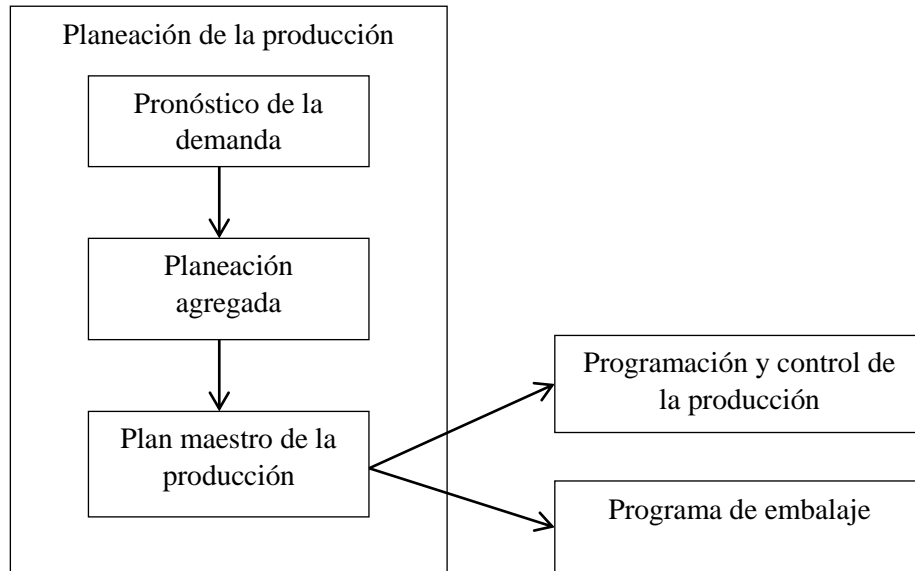 Planeación de la producción
Pronóstico de la
demanda
Planeación
agregada
Plan maestro de la
producción
Programación y control de
la producción
Programa de embalaje